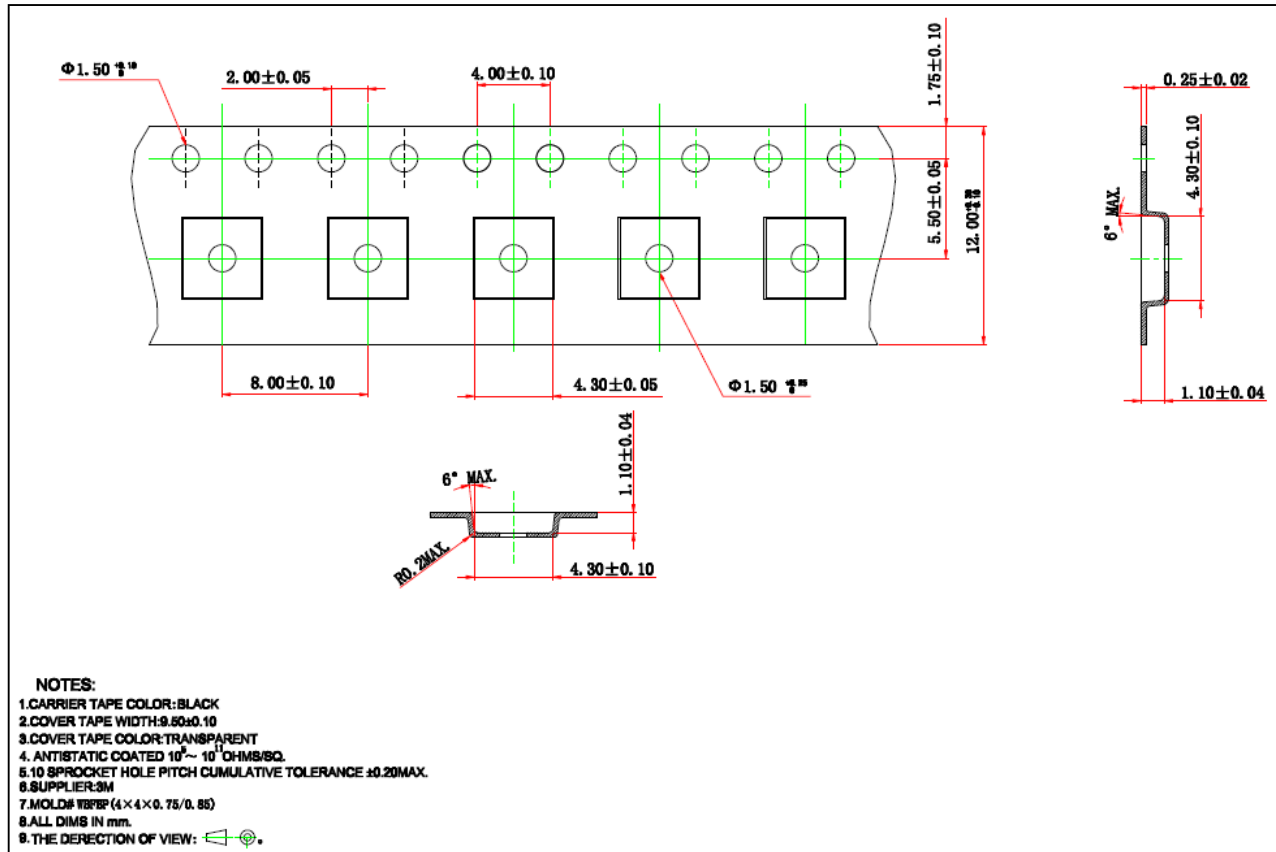 Φ1.50
2.00±0.05
4.00±0.10
1.75±0.10
0.25±0.02
5.50±0.05
12.00
6° MAX.
4.30±0.10
8.00±0.10
4.30±0.05
Φ1.50
1.10±0.04
1.10±0.04
6° MAX.
R0.2MAX.
4.30±0.10
NOTES:
1.CARRIER TAPE COLOR:BLACK
2.COVER TAPE WIDTH:9.50±0.10
3.COVER TAPE COLOR:TRANSPARENT
4. ANTISTATIC COATED ~ 10¹¹OHMS/SQ.
5.10 SPROCKET HOLE PITCH CUMULATIVE TOLERANCE ±0.20MAX.
6.SUPPLIER:3M
7.MOLD# (4×4×0.75/0.85)
8.ALL DIMS IN mm.
9.THE DERECTION OF VIEW: .